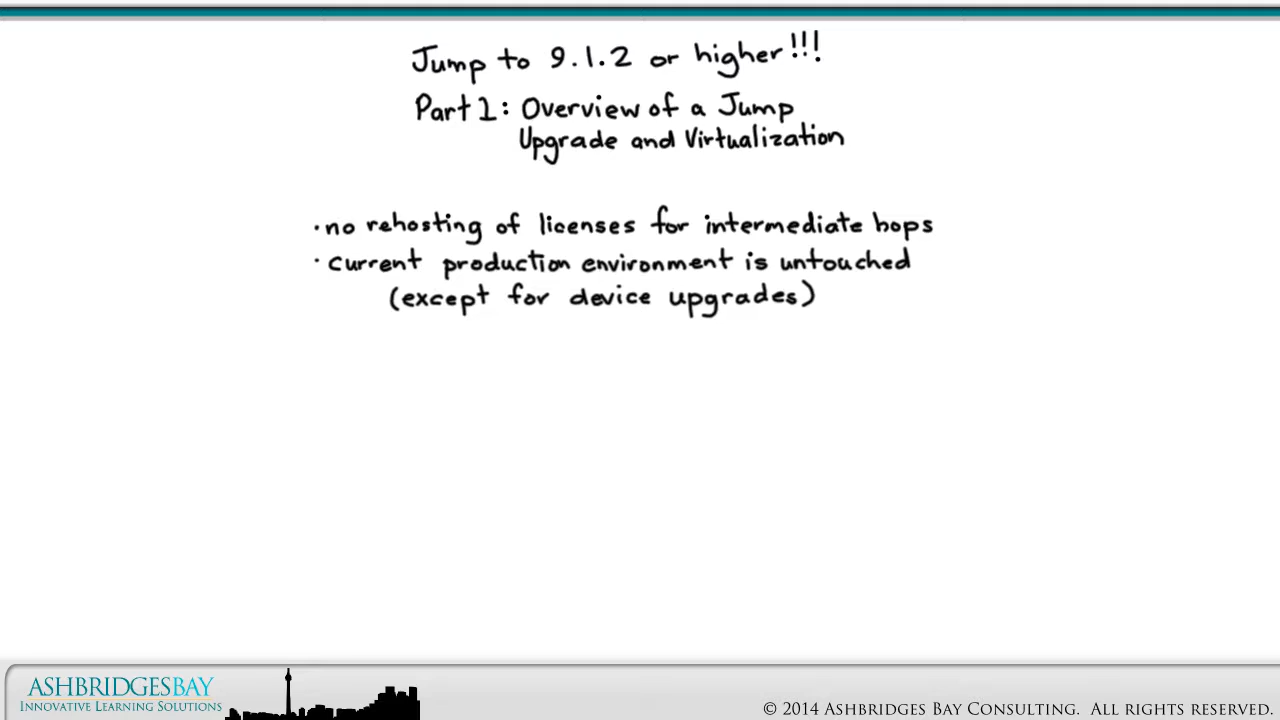 Jump to 9.1.2 or higher!!!
Part 1: Overview of a Jump
Upgrade and Virtualization
· no rehosting of licenses for intermediate hops
· current production environment is untouched
(except for device upgrades)
ASHBRIDGESBAY
INNOVATIVE LEARNING SOLUTIONS
© 2014 ASHBRIDGES BAY CONSULTING. ALL RIGHTS RESERVED.